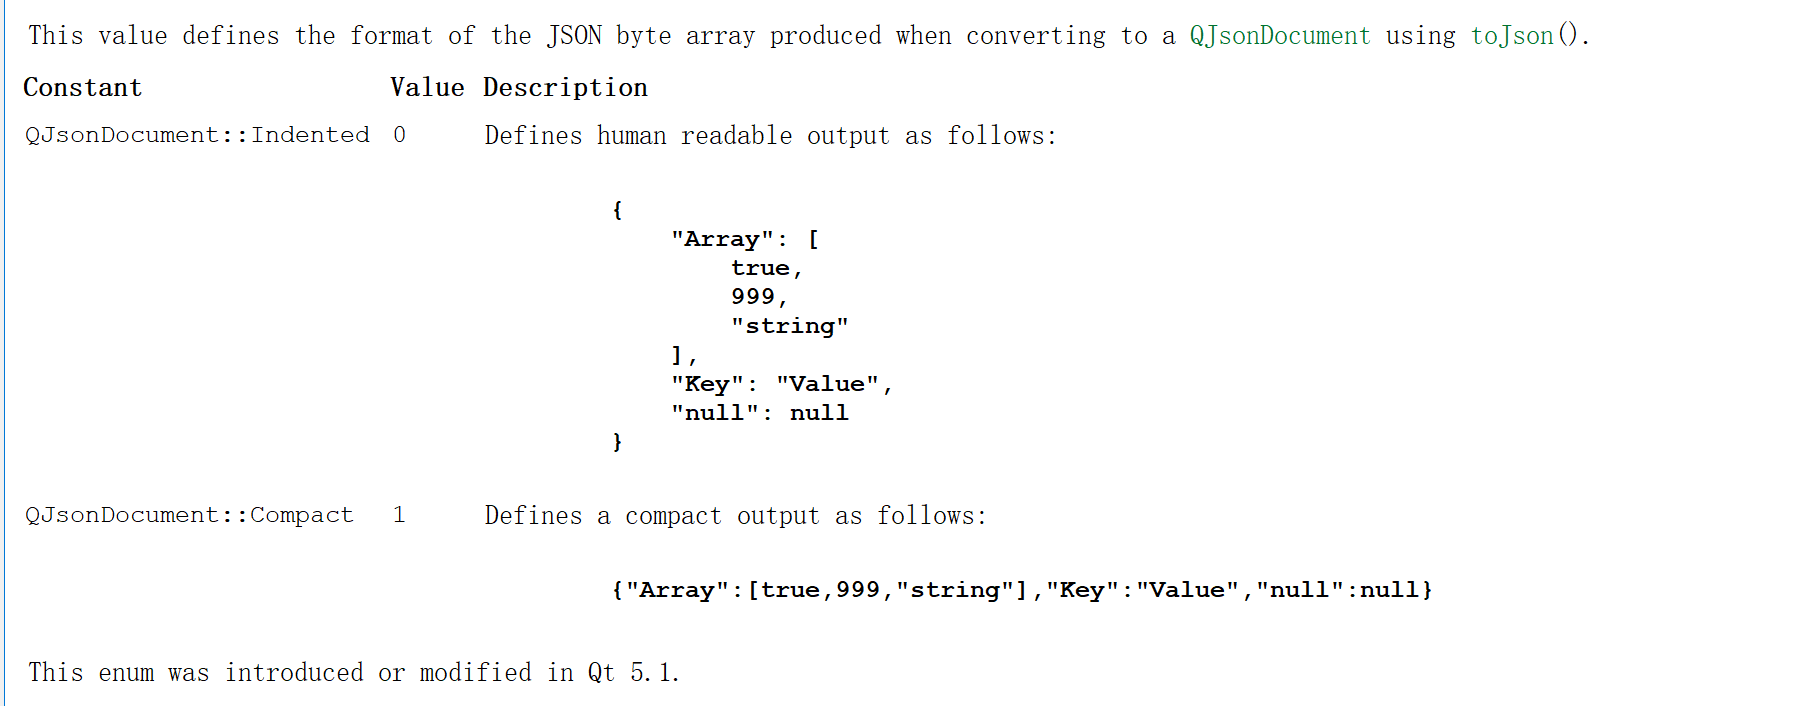 This value defines the format of the JSON byte array produced when converting to a QJsonDocument using toJson().
Constant Value Description
QJsonDocument::Indented 0 Defines human readable output as follows:
{
    "Array": [
        true,
        999,
        "string"
    ],
    "Key": "Value",
    "null": null
}
QJsonDocument::Compact 1 Defines a compact output as follows:
{"Array":[true,999,"string"],"Key":"Value","null":null}
This enum was introduced or modified in Qt 5.1.